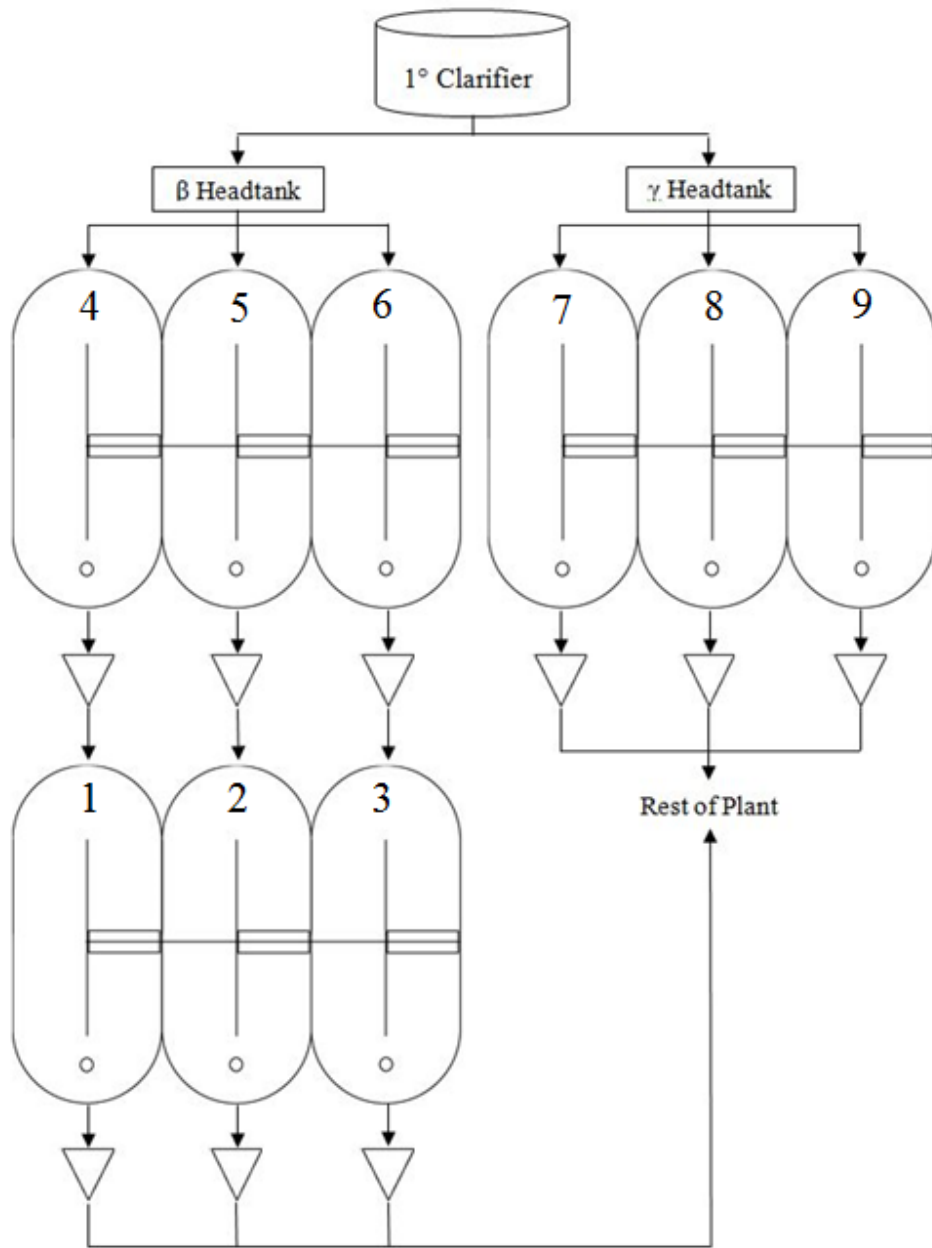 1° Clarifier
β Headtank
γ Headtank
4
5
6
7
8
9
1
2
3
Rest of Plant